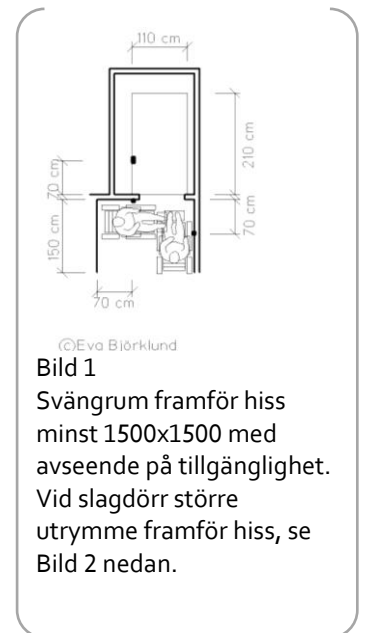 110 cm
210 cm
70 cm
70 cm
150 cm
70 cm
©Eva Björklund
Bild 1
Svängrum framför hiss
minst 1500x1500 med
avseende på tillgänglighet.
Vid slagdörr större
utrymme framför hiss, se
Bild 2 nedan.